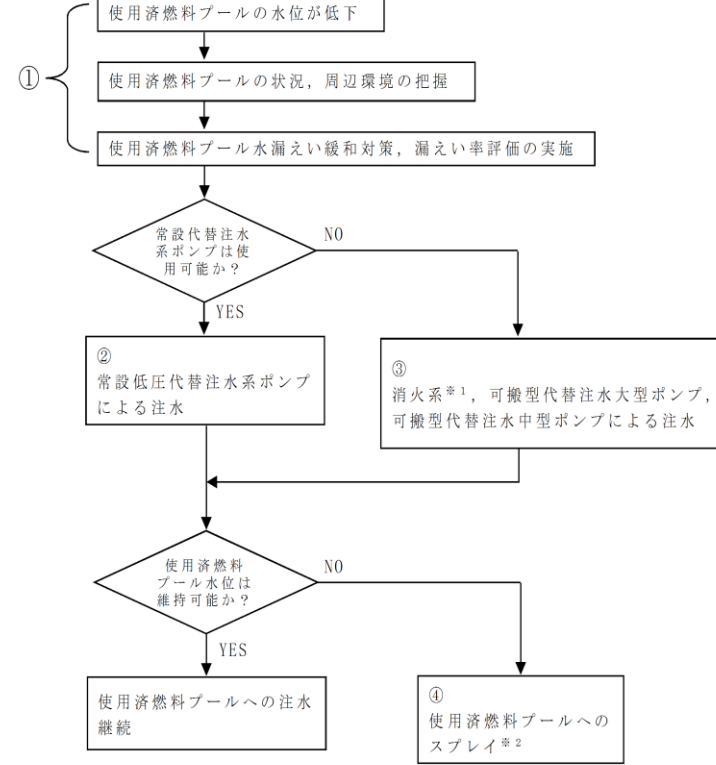 使用済燃料プールの水位が低下
①
使用済燃料プールの状況，周辺環境の把握
使用済燃料プール水漏えい緩和対策，漏えい率評価の実施
常設代替注水
系ポンプは使
用可能か？
NO
YES
②
常設低圧代替注水系ポンプ
による注水
③
消火系※１，可搬型代替注水大型ポンプ，
可搬型代替注水中型ポンプによる注水
使用済燃料
プール水位は
維持可能か？
NO
YES
使用済燃料プールへの注水
継続
④
使用済燃料プールへの
スプレイ※２